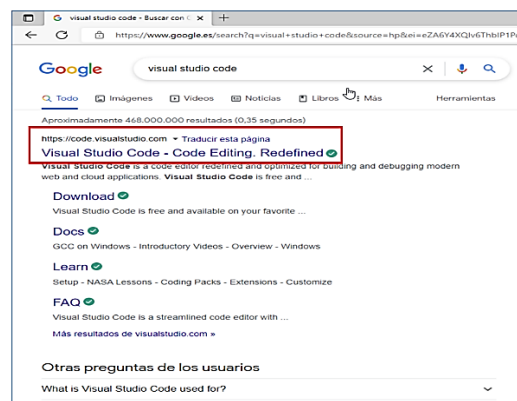 visual studio code - Buscar con G
https://www.google.es/search?q=visual+studio+code&source=hp&ei=eZA6Y4XQIv6ThbIP1P
Google
visual studio code
Todo Imágenes Vídeos Noticias Libros Más Herramientas
Aproximadamente 468.000.000 resultados (0,35 segundos)
https://code.visualstudio.com Traducir esta página
Visual Studio Code - Code Editing. Redefined
Visual Studio Code is a code editor redefined and optimized for building and debugging modern
web and cloud applications. Visual Studio Code is free and ...
Download
Visual Studio Code is free and available on your favorite ...
Docs
GCC on Windows - Introductory Videos - Overview - Windows
Learn
Setup - NASA Lessons - Coding Packs - Extensions - Customize
FAQ
Visual Studio Code is a streamlined code editor with ...
Más resultados de visualstudio.com »
Otras preguntas de los usuarios
What is Visual Studio Code used for?